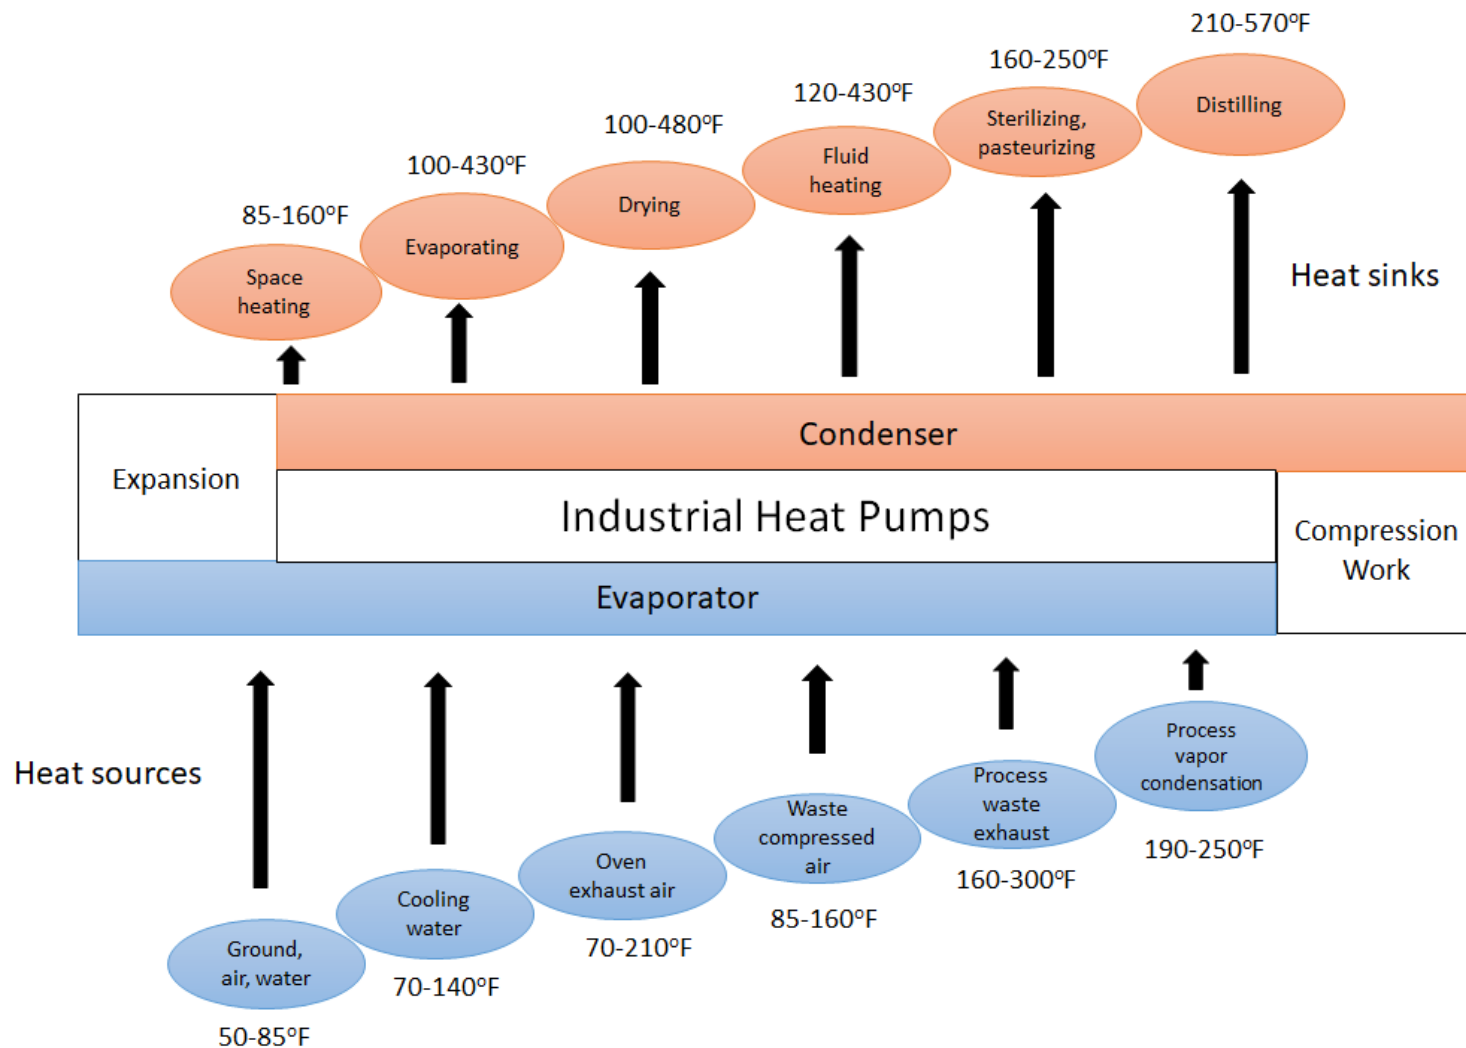 210-570°F
160-250°F
120-430°F
100-480°F
100-430°F
85-160°F
Distilling
Sterilizing,
pasteurizing
Fluid
heating
Drying
Evaporating
Space
heating
Heat sinks
Condenser
Expansion
Industrial Heat Pumps
Compression
Work
Evaporator
Heat sources
Process
vapor
condensation
190-250°F
Process
waste
exhaust
160-300°F
Waste
compressed
air
85-160°F
Oven
exhaust air
70-210°F
Cooling
water
70-140°F
Ground,
air, water
50-85°F